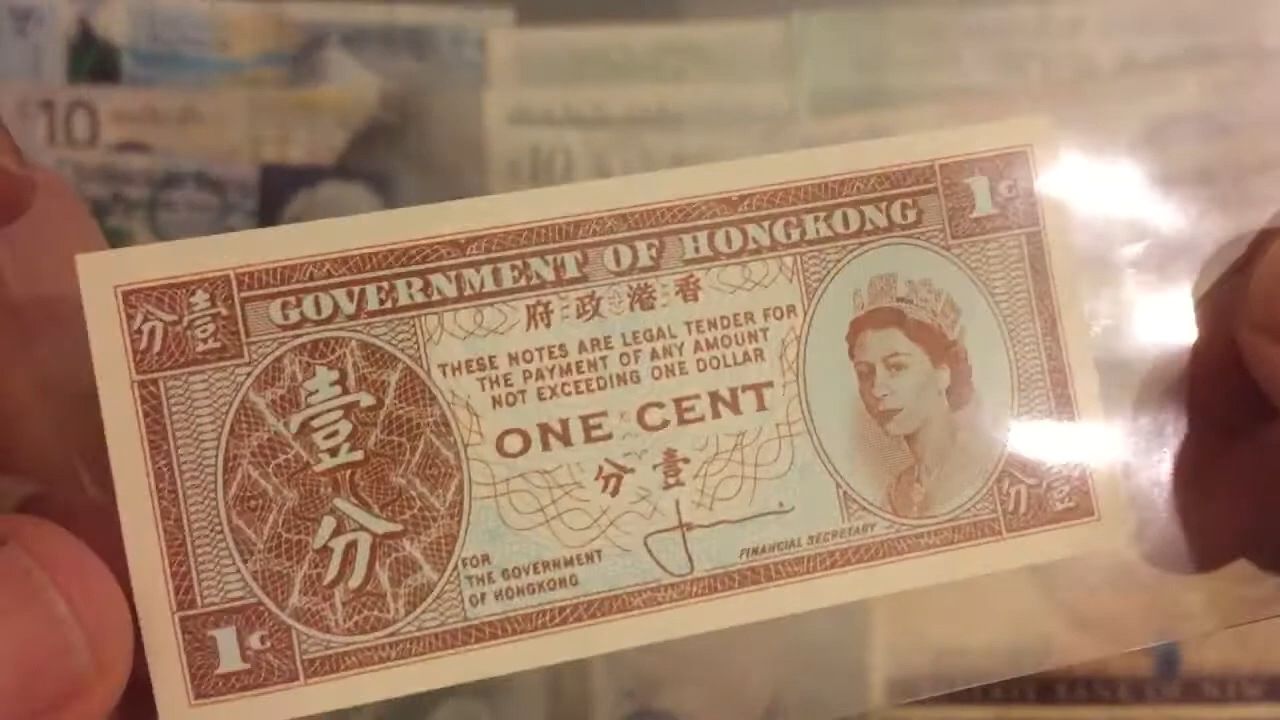 10
10
1c
GOVERNMENT OF HONGKONG
分壹
府政港香
THESE NOTES ARE LEGAL TENDER FOR
THE PAYMENT OF ANY AMOUNT
NOT EXCEEDING ONE DOLLAR
壹
分
ONE CENT
分壹
FOR
THE GOVERNMENT
OF HONGKONG
FINANCIAL SECRETARY
分壹
1c